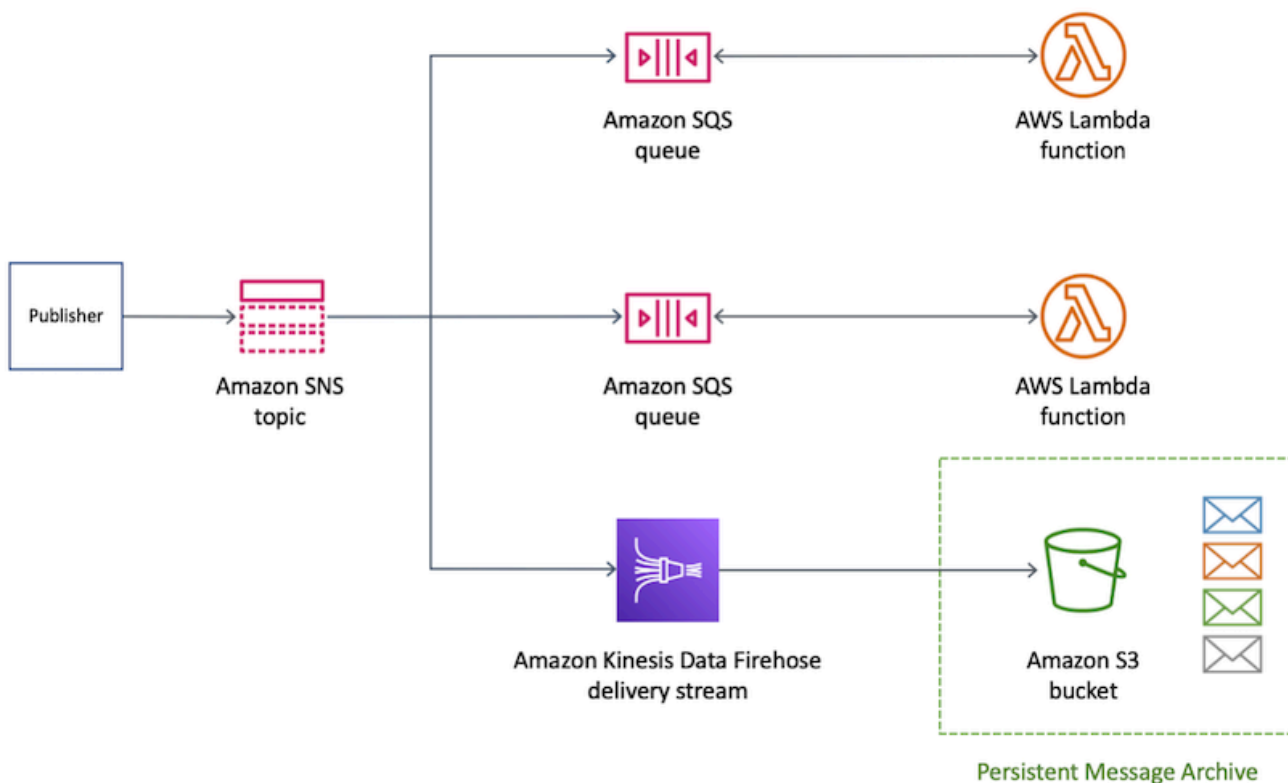 Amazon SQS
queue
AWS Lambda
function
Publisher
Amazon SNS
topic
Amazon SQS
queue
AWS Lambda
function
Amazon Kinesis Data Firehose
delivery stream
Amazon S3
bucket
Persistent Message Archive